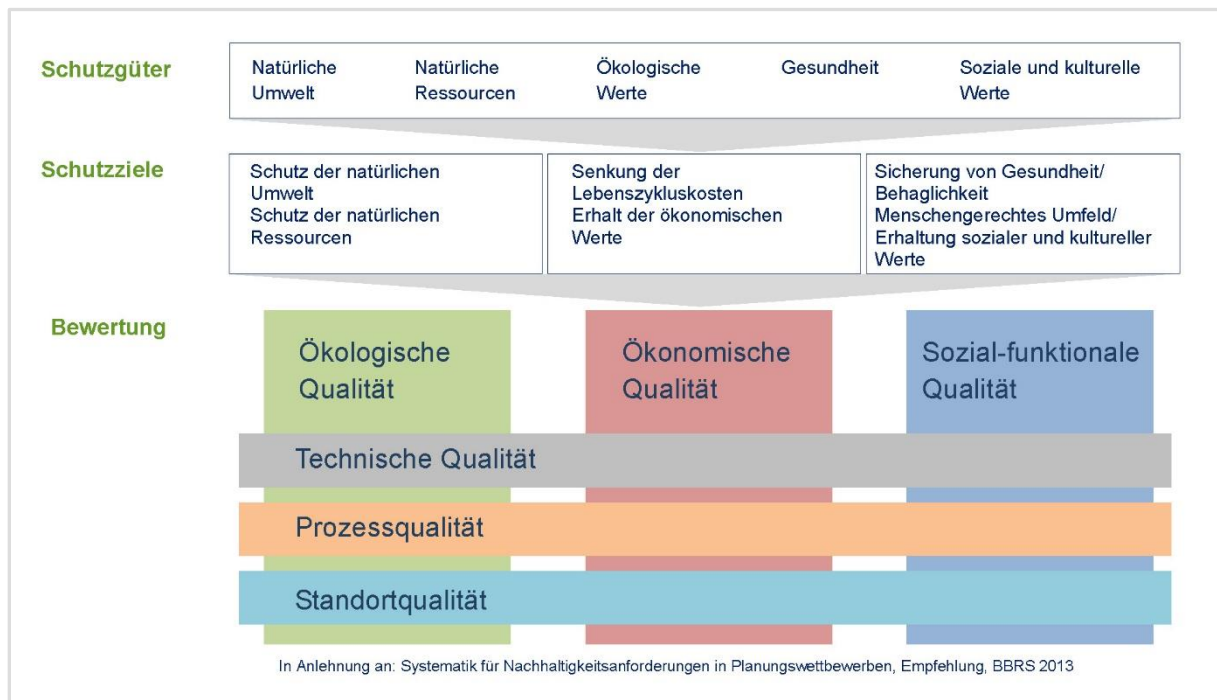 Schutzgüter
Natürliche
Umwelt
Natürliche
Ressourcen
Ökologische
Werte
Gesundheit
Soziale und kulturelle
Werte
Schutzziele
Schutz der natürlichen
Umwelt
Schutz der natürlichen
Ressourcen
Senkung der
Lebenszykluskosten
Erhalt der ökonomischen
Werte
Sicherung von Gesundheit/
Behaglichkeit
Menschengerechtes Umfeld/
Erhaltung sozialer und kultureller
Werte
Bewertung
Ökologische
Qualität
Ökonomische
Qualität
Sozial-funktionale
Qualität
Technische Qualität
Prozessqualität
Standortqualität
In Anlehnung an: Systematik für Nachhaltigkeitsanforderungen in Planungswettbewerben, Empfehlung, BBRS 2013